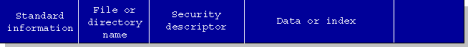 Standard
information
File or
directory
name
Security
descriptor
Data or index